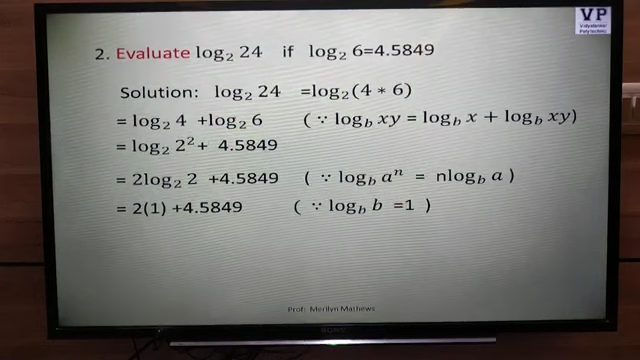 VP
Vidyalankar
Polytechnic
2. Evaluate log₂ 24 if log₂ 6=4.5849
Solution: log₂ 24 =log₂(4 * 6)
= log₂ 4 +log₂ 6 ( ∵ log_b xy = log_b x + log_b xy)
= log₂ 2² + 4.5849
= 2log₂ 2 +4.5849 ( ∵ log_b aⁿ = nlog_b a )
= 2(1) +4.5849 ( ∵ log_b b =1 )
Prof: Merilyn Mathews
SONY